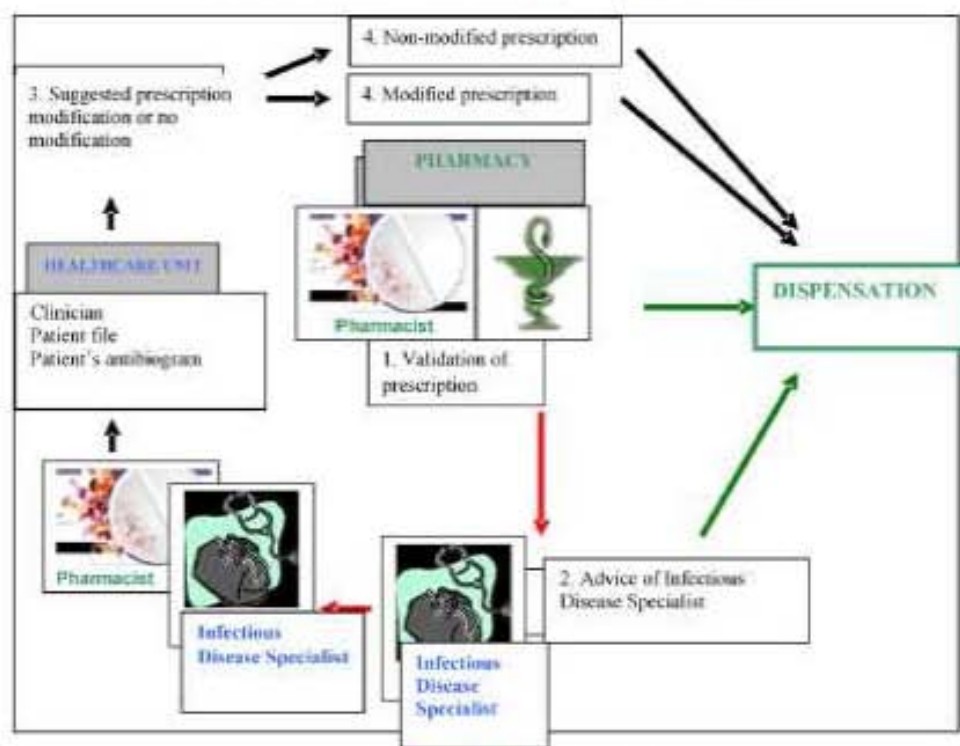 4. Non-modified prescription
3. Suggested prescription
modification or no
modification
4. Modified prescription
PHARMACY
HEALTHCARE UNIT
Clinician
Patient file
Patient's antibiogram
Pharmacist
1. Validation of
prescription
DISPENSATION
Pharmacist
Infectious
Disease Specialist
2. Advice of Infectious
Disease Specialist
Infectious
Disease
Specialist